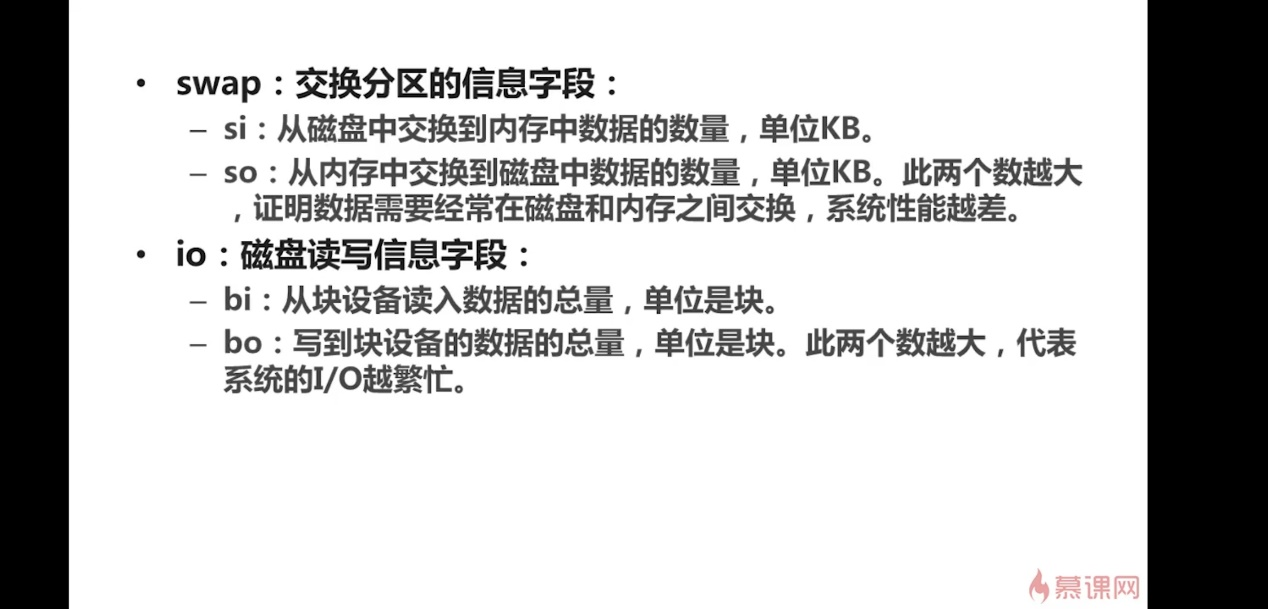 • swap：交换分区的信息字段：
– si：从磁盘中交换到内存中数据的数量，单位KB。
– so：从内存中交换到磁盘中数据的数量，单位KB。此两个数越大
，证明数据需要经常在磁盘和内存之间交换，系统性能越差。
• io：磁盘读写信息字段：
– bi：从块设备读入数据的总量，单位是块。
– bo：写到块设备的数据的总量，单位是块。此两个数越大，代表
系统的I/O越繁忙。
慕课网